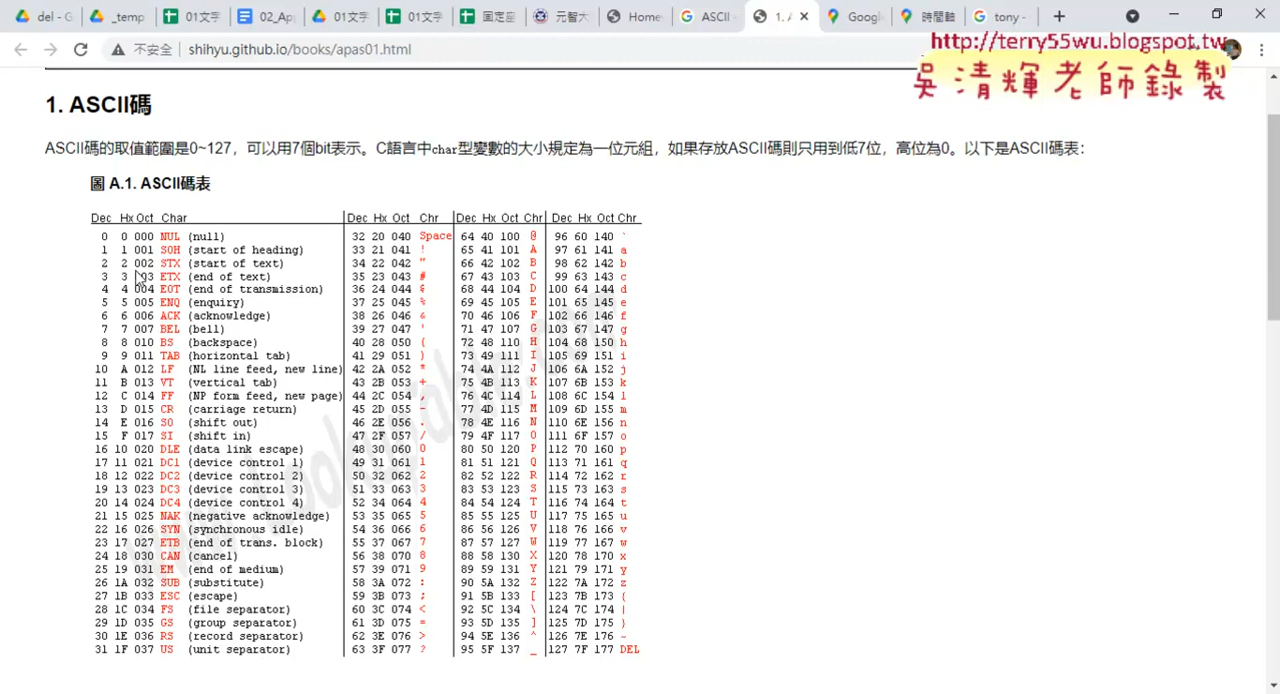 del - G
_temp
01文字
02_Ap
01文字
01文字
固定座
元智大
Home
ASCII
1. A
Googl
時間艙
tony -
不安全 shihyu.github.io/books/apas01.html
http://terry55wu.blogspot.tw
吳清輝老師錄製
1. ASCII碼
ASCII碼的取值範圍是0~127，可以用7個bit表示。C語言中char型變數的大小規定為一位元組，如果存放ASCII碼則只用到低7位，高位為0。以下是ASCII碼表：
圖 A.1. ASCII碼表
Dec Hx Oct Char Dec Hx Oct Chr Dec Hx Oct Chr Dec Hx Oct Chr
0 0 000 NUL (null) 32 20 040 Space 64 40 100 @ 96 60 140 `
1 1 001 SOH (start of heading) 33 21 041 ! 65 41 101 A 97 61 141 a
2 2 002 STX (start of text) 34 22 042 " 66 42 102 B 98 62 142 b
3 3 003 ETX (end of text) 35 23 043 # 67 43 103 C 99 63 143 c
4 4 004 EOT (end of transmission) 36 24 044 $ 68 44 104 D 100 64 144 d
5 5 005 ENQ (enquiry) 37 25 045 % 69 45 105 E 101 65 145 e
6 6 006 ACK (acknowledge) 38 26 046 & 70 46 106 F 102 66 146 f
7 7 007 BEL (bell) 39 27 047 ' 71 47 107 G 103 67 147 g
8 8 010 BS (backspace) 40 28 050 ( 72 48 110 H 104 68 150 h
9 9 011 TAB (horizontal tab) 41 29 051 ) 73 49 111 I 105 69 151 i
10 A 012 LF (NL line feed, new line) 42 2A 052 * 74 4A 112 J 106 6A 152 j
11 B 013 VT (vertical tab) 43 2B 053 + 75 4B 113 K 107 6B 153 k
12 C 014 FF (NP form feed, new page) 44 2C 054 , 76 4C 114 L 108 6C 154 l
13 D 015 CR (carriage return) 45 2D 055 - 77 4D 115 M 109 6D 155 m
14 E 016 SO (shift out) 46 2E 056 . 78 4E 116 N 110 6E 156 n
15 F 017 SI (shift in) 47 2F 057 / 79 4F 117 O 111 6F 157 o
16 10 020 DLE (data link escape) 48 30 060 0 80 50 120 P 112 70 160 p
17 11 021 DC1 (device control 1) 49 31 061 1 81 51 121 Q 113 71 161 q
18 12 022 DC2 (device control 2) 50 32 062 2 82 52 122 R 114 72 162 r
19 13 023 DC3 (device control 3) 51 33 063 3 83 53 123 S 115 73 163 s
20 14 024 DC4 (device control 4) 52 34 064 4 84 54 124 T 116 74 164 t
21 15 025 NAK (negative acknowledge) 53 35 065 5 85 55 125 U 117 75 165 u
22 16 026 SYN (synchronous idle) 54 36 066 6 86 56 126 V 118 76 166 v
23 17 027 ETB (end of trans. block) 55 37 067 7 87 57 127 W 119 77 167 w
24 18 030 CAN (cancel) 56 38 070 8 88 58 130 X 120 78 170 x
25 19 031 EM (end of medium) 57 39 071 9 89 59 131 Y 121 79 171 y
26 1A 032 SUB (substitute) 58 3A 072 : 90 5A 132 Z 122 7A 172 z
27 1B 033 ESC (escape) 59 3B 073 ; 91 5B 133 [ 123 7B 173 {
28 1C 034 FS (file separator) 60 3C 074 < 92 5C 134 \ 124 7C 174 |
29 1D 035 GS (group separator) 61 3D 075 = 93 5D 135 ] 125 7D 175 }
30 1E 036 RS (record separator) 62 3E 076 > 94 5E 136 ^ 126 7E 176 ~
31 1F 037 US (unit separator) 63 3F 077 ? 95 5F 137 _ 127 7F 177 DEL